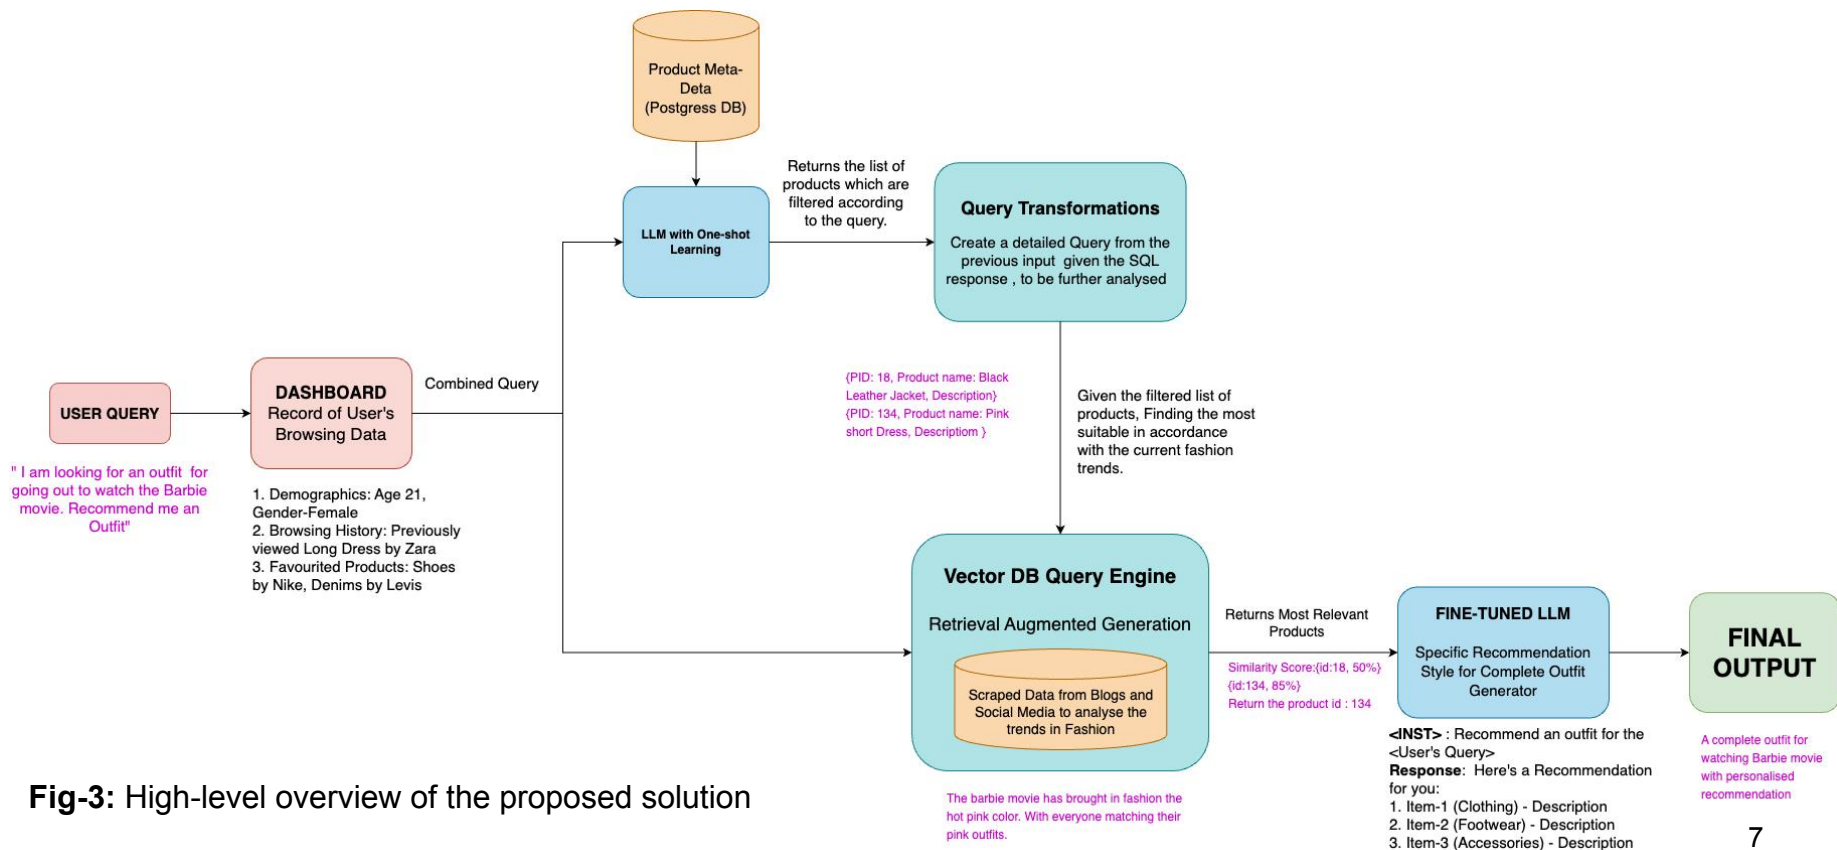 Product Meta-
Deta
(Postgress DB)
Returns the list of
products which are
filtered according
to the query.
LLM with One-shot
Learning
Query Transformations
Create a detailed Query from the
previous input given the SQL
response , to be further analysed
USER QUERY
" I am looking for an outfit for
going out to watch the Barbie
movie. Recommend me an
Outfit"
DASHBOARD
Record of User's
Browsing Data
Combined Query
1. Demographics: Age 21,
Gender-Female
2. Browsing History: Previously
viewed Long Dress by Zara
3. Favourited Products: Shoes
by Nike, Denims by Levis
{PID: 18, Product name: Black
Leather Jacket, Description}
{PID: 134, Product name: Pink
short Dress, Descriptiom }
Given the filtered list of
products, Finding the most
suitable in accordance
with the current fashion
trends.
Vector DB Query Engine
Retrieval Augmented Generation
Scraped Data from Blogs and
Social Media to analyse the
trends in Fashion
The barbie movie has brought in fashion the
hot pink color. With everyone matching their
pink outfits.
Returns Most Relevant
Products
Similarity Score:{id:18, 50%}
{id:134, 85%}
Return the product id : 134
FINE-TUNED LLM
Specific Recommendation
Style for Complete Outfit
Generator
<INST> : Recommend an outfit for the
<User's Query>
Response: Here's a Recommendation
for you:
1. Item-1 (Clothing) - Description
2. Item-2 (Footwear) - Description
3. Item-3 (Accessories) - Description
FINAL
OUTPUT
A complete outfit for
watching Barbie movie
with personalised
recommendation
Fig-3: High-level overview of the proposed solution
7